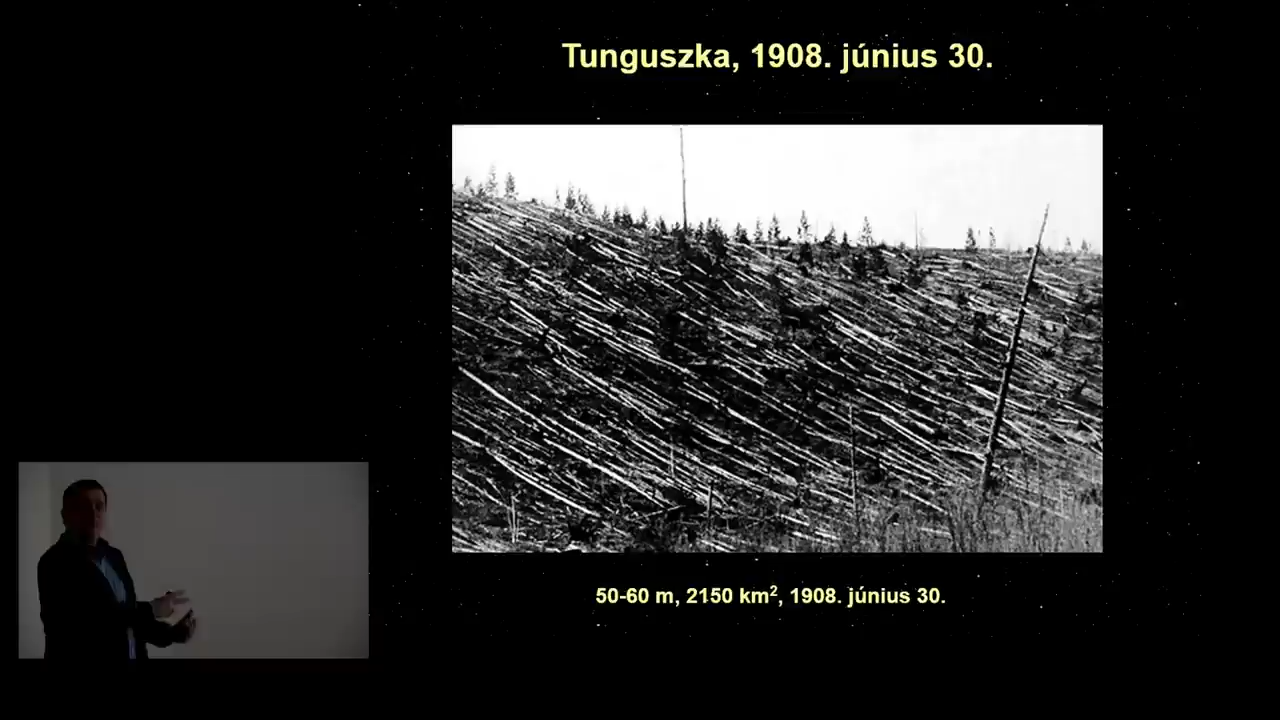 Tunguszka, 1908. június 30.
50-60 m, 2150 km², 1908. június 30.